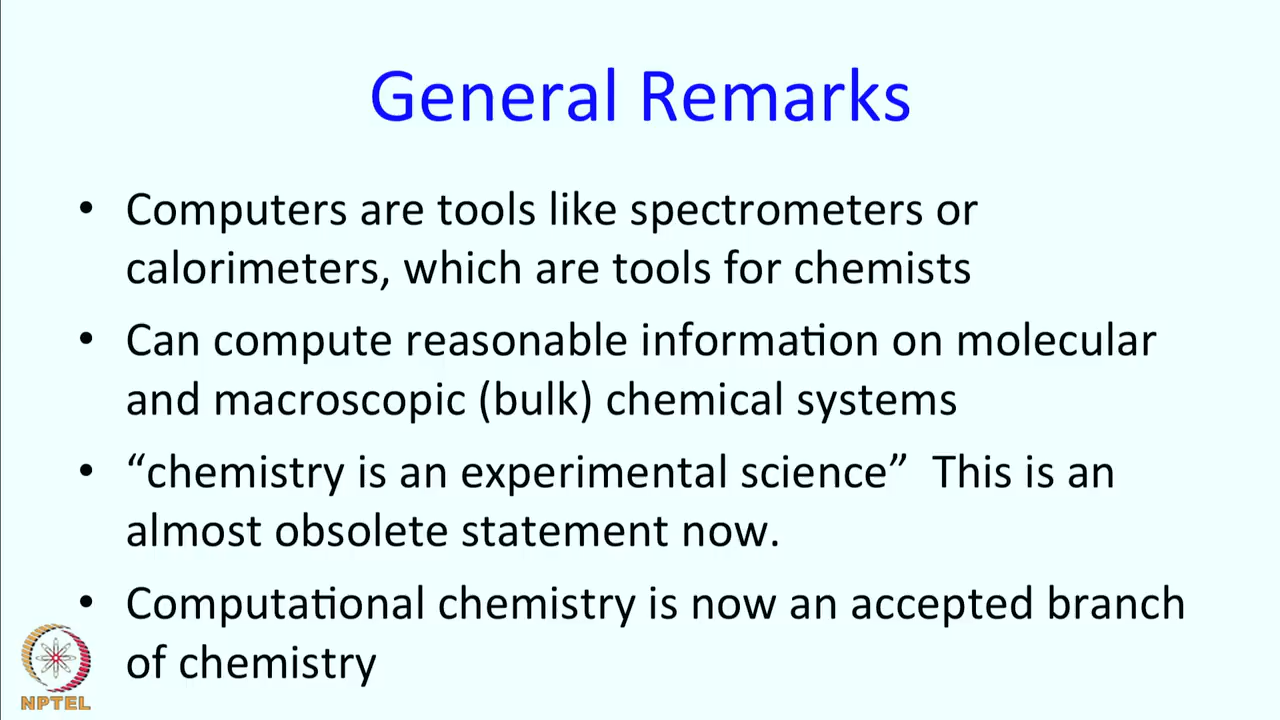 General Remarks
• Computers are tools like spectrometers or
calorimeters, which are tools for chemists
• Can compute reasonable information on molecular
and macroscopic (bulk) chemical systems
• “chemistry is an experimental science”  This is an
almost obsolete statement now.
• Computational chemistry is now an accepted branch
of chemistry
NPTEL